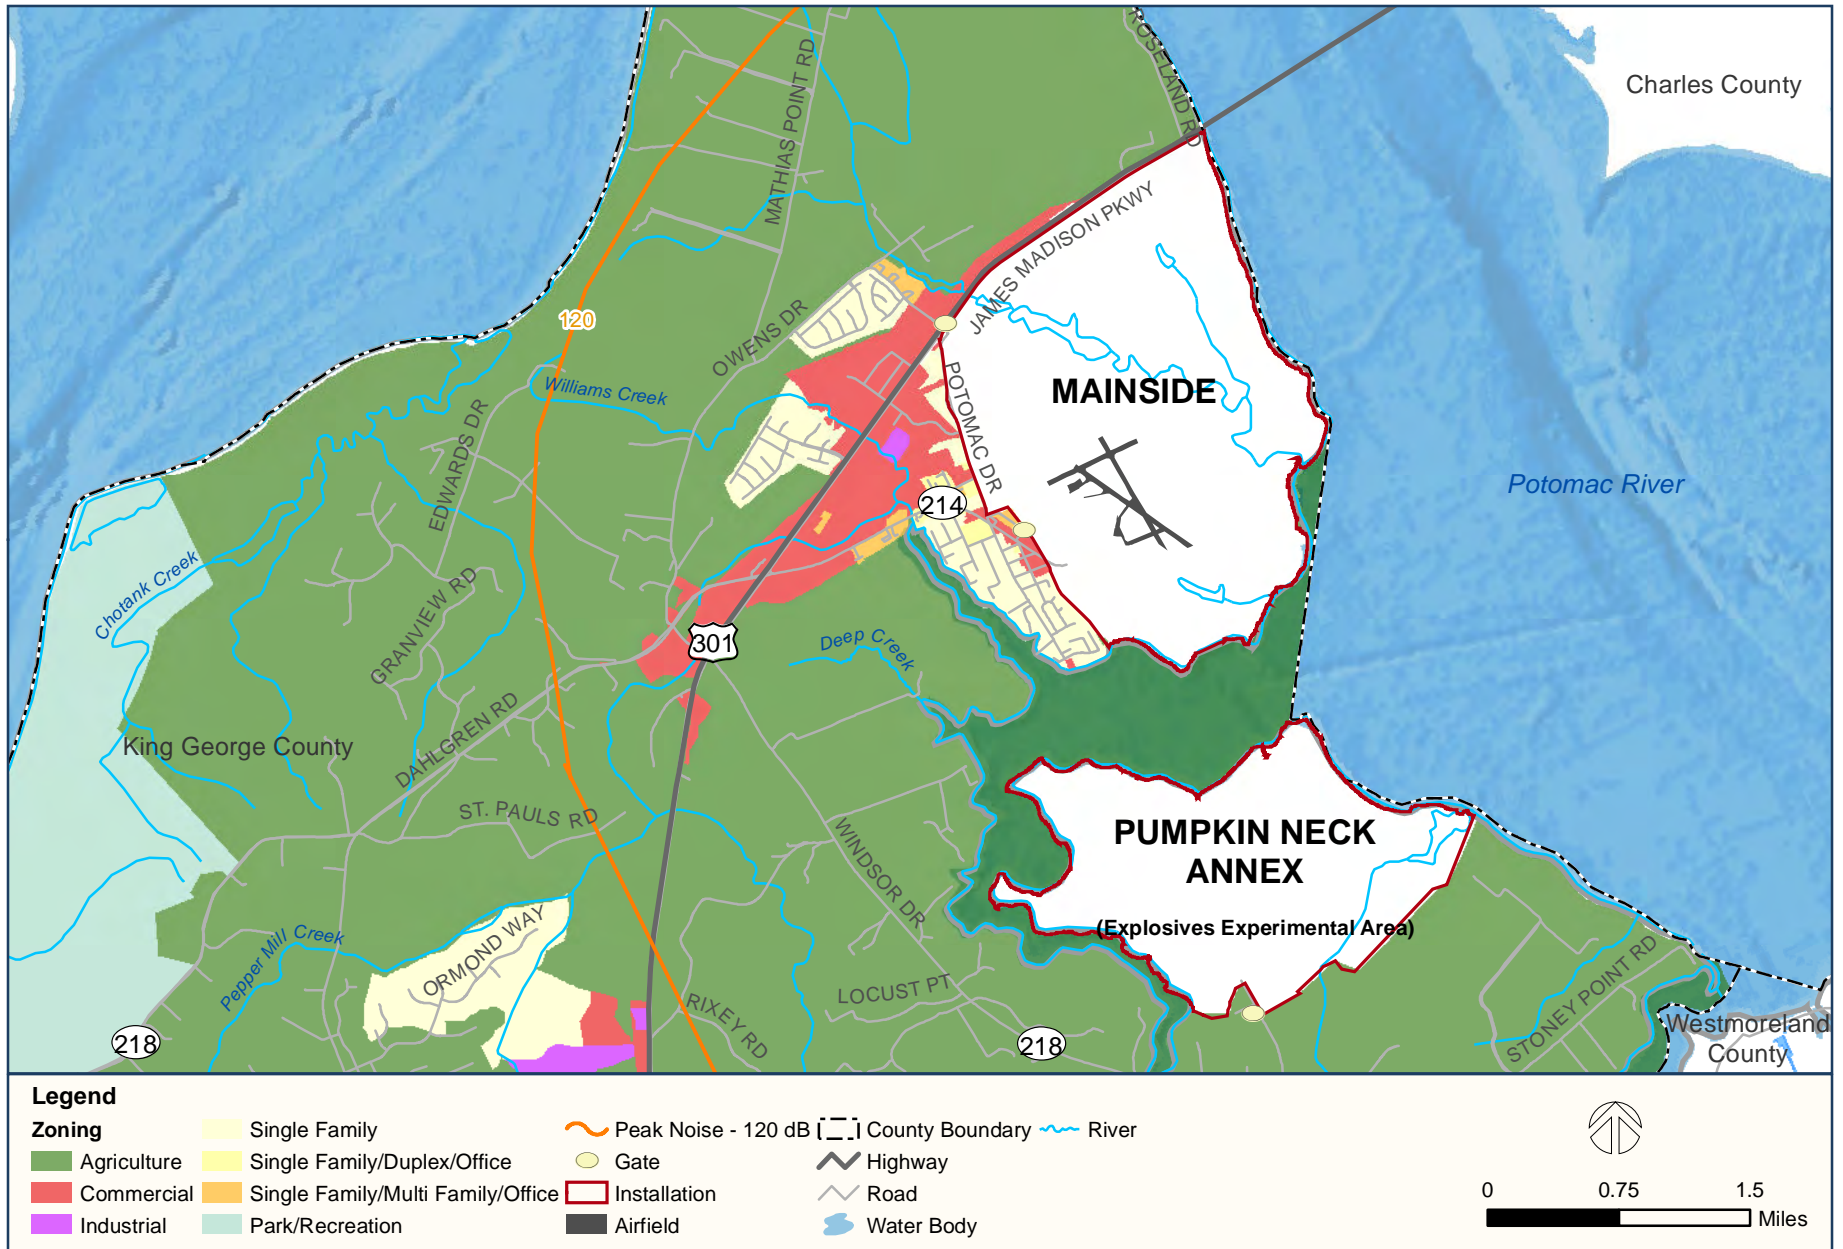 Charles County
ROSELAND RD
MATHIAS POINT RD
JAMES MADISON PKWY
120
OWENS DR
Williams Creek
POTOMAC DR
MAINSIDE
EDWARDS DR
214
Potomac River
Chotank Creek
GRANVIEW RD
301
Deep Creek
King George County
DAHLGREN RD
ST. PAULS RD
WINDSOR DR
PUMPKIN NECK
ANNEX
(Explosives Experimental Area)
ORMOND WAY
Pepper Mill Creek
LOCUST PT
RIXEY RD
STONEY POINT RD
218
218
Westmoreland
County
Legend
Zoning
Agriculture
Commercial
Industrial
Single Family
Single Family/Duplex/Office
Single Family/Multi Family/Office
Park/Recreation
Peak Noise - 120 dB
Gate
Installation
Airfield
County Boundary
Highway
Road
Water Body
River
0 0.75 1.5
Miles